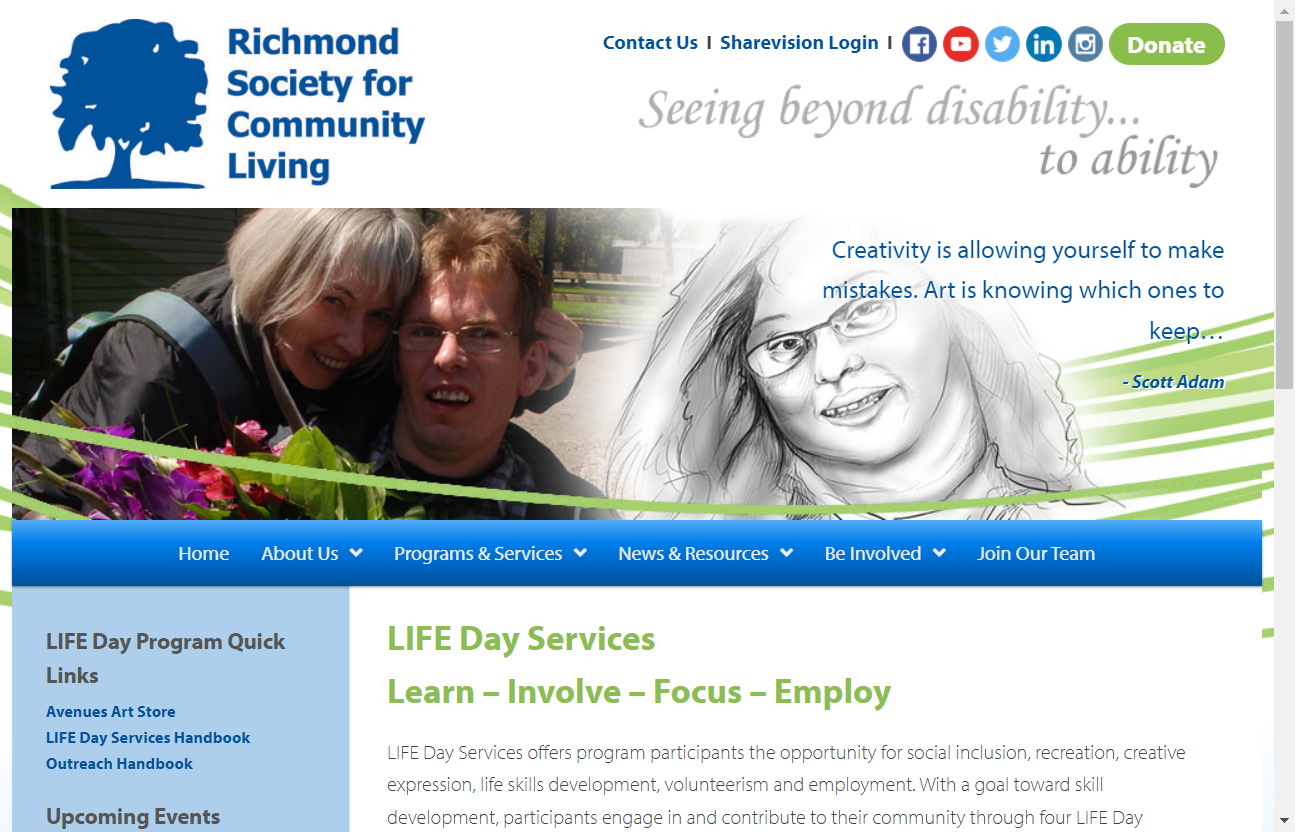 Richmond
Society for
Community
Living
Contact Us I Sharevision Login I
Donate
Seeing beyond disability...
to ability
Creativity is allowing yourself to make
mistakes. Art is knowing which ones to
keep…
- Scott Adam
Home About Us Programs & Services News & Resources Be Involved Join Our Team
LIFE Day Program Quick
Links
Avenues Art Store
LIFE Day Services Handbook
Outreach Handbook
Upcoming Events
LIFE Day Services
Learn – Involve – Focus – Employ
LIFE Day Services offers program participants the opportunity for social inclusion, recreation, creative
expression, life skills development, volunteerism and employment. With a goal toward skill
development, participants engage in and contribute to their community through four LIFE Day